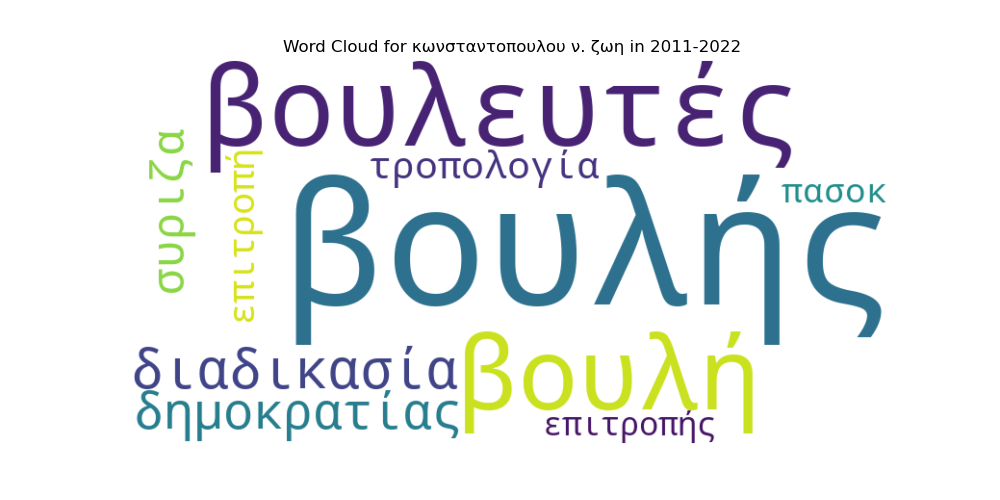 Word Cloud for κωνσταντοπουλου ν. ζωη in 2011-2022
βουλευτές
συριζα
επιτροπή
τροπολογία
πασοκ
βουλής
διαδικασία
βουλή
δημοκρατίας
επιτροπής